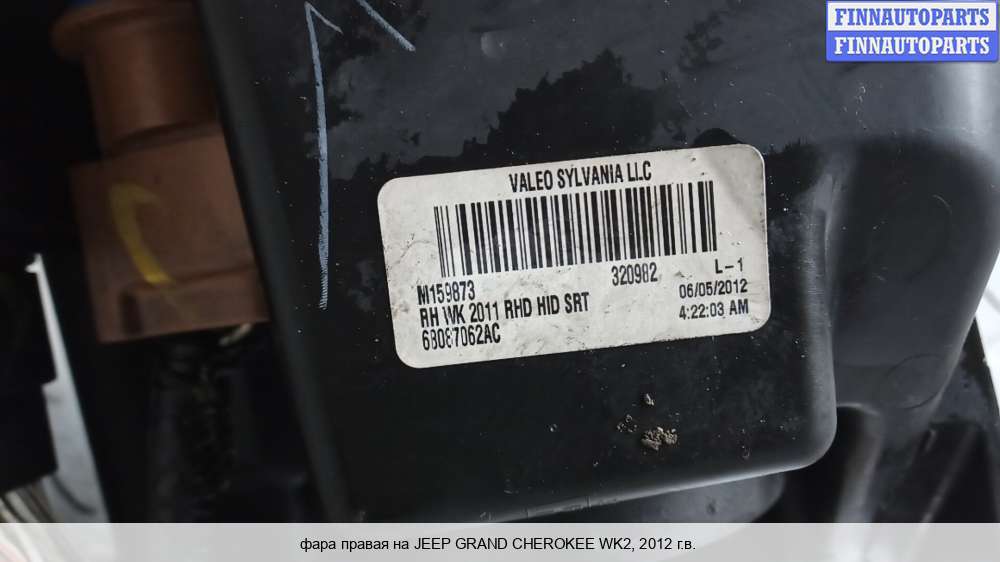 FINNAUTOPARTS
FINNAUTOPARTS
VALEO SYLVANIA LLC
M159873 320982 L-1
RH WK 2011 RHD HID SRT 06/05/2012
68087062AC 4:22:03 AM
фара правая на JEEP GRAND CHEROKEE WK2, 2012 г.в.